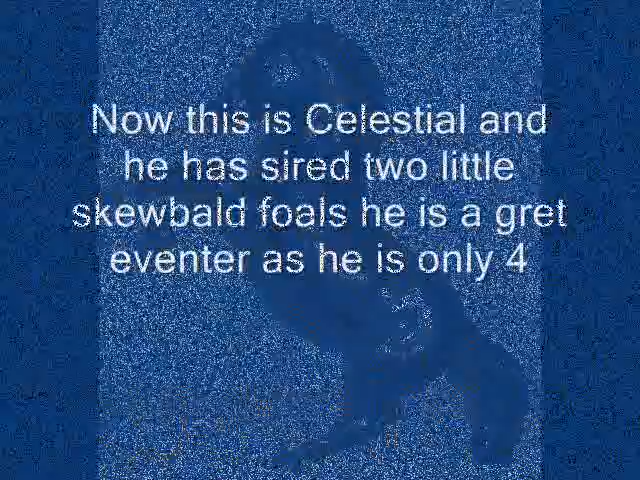 Now this is Celestial and
he has sired two little
skewbald foals he is a gret
eventer as he is only 4